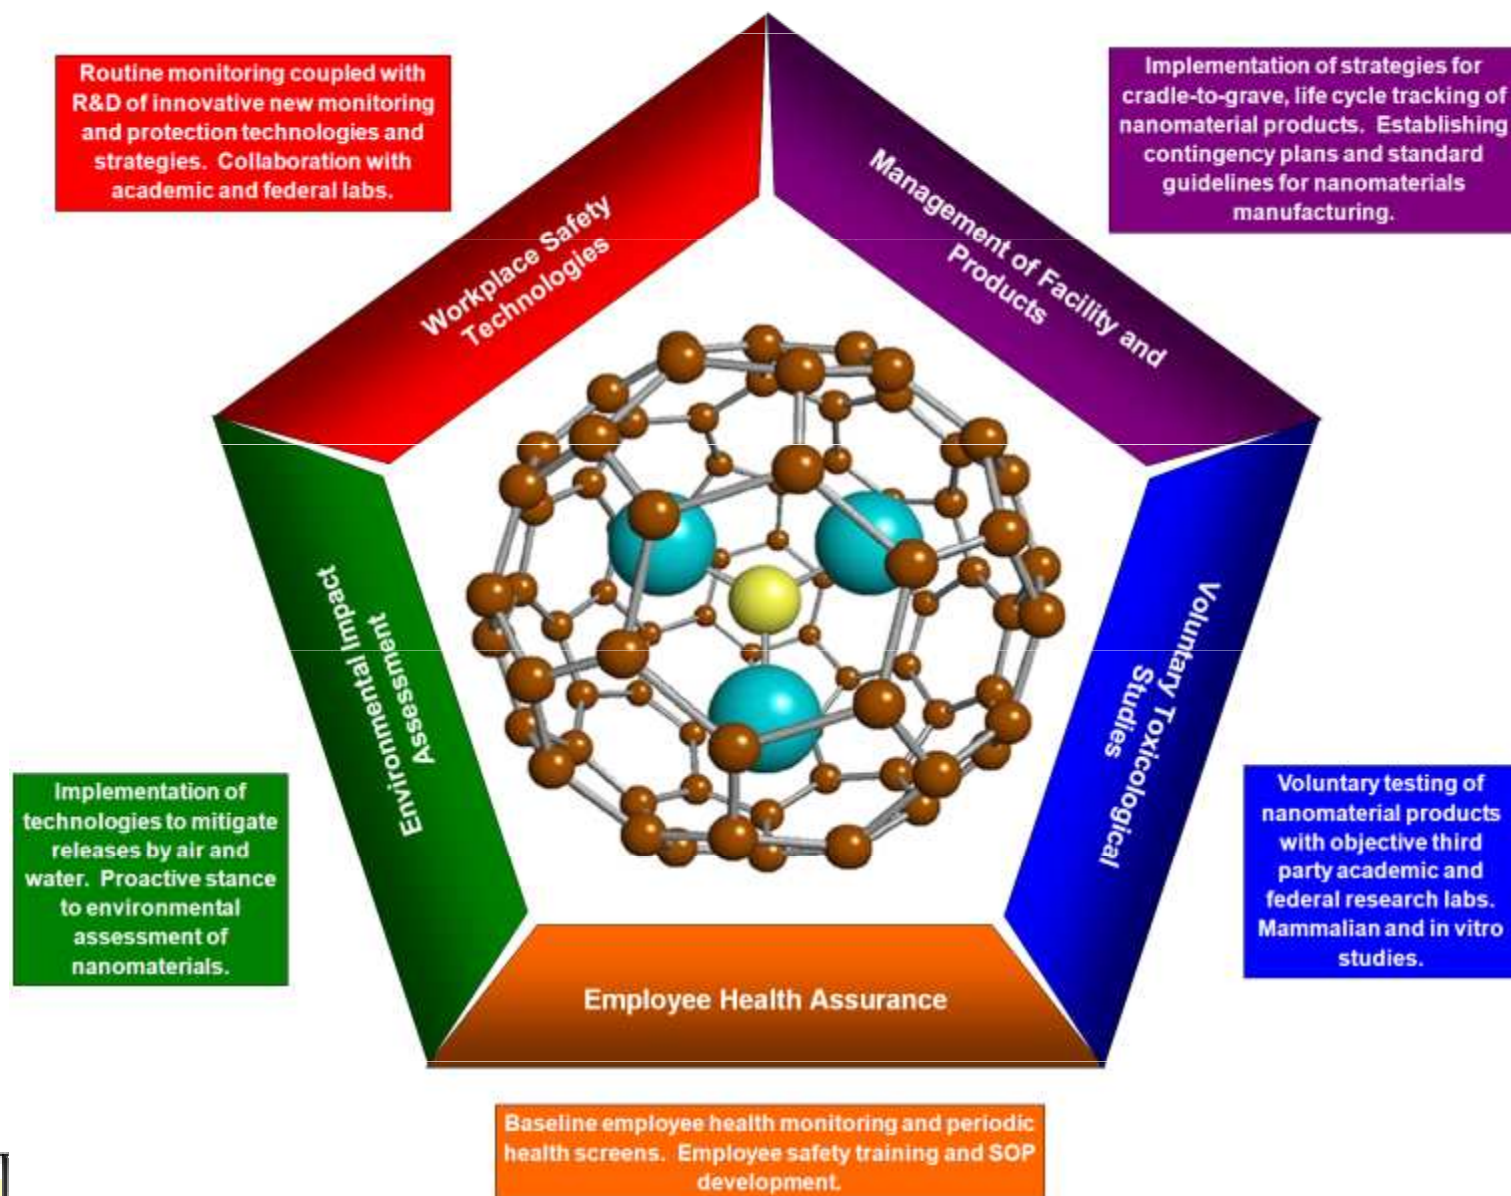 Routine monitoring coupled with
R&D of innovative new monitoring
and protection technologies and
strategies. Collaboration with
academic and federal labs.
Implementation of strategies for
cradle-to-grave, life cycle tracking of
nanomaterial products. Establishing
contingency plans and standard
guidelines for nanomaterials
manufacturing.
Workplace Safety
Technologies
Management of Facility and
Products
Environmental Impact
Assessment
Voluntary Toxicological
Studies
Implementation of
technologies to mitigate
releases by air and
water. Proactive stance
to environmental
assessment of
nanomaterials.
Voluntary testing of
nanomaterial products
with objective third
party academic and
federal research labs.
Mammalian and in vitro
studies.
Employee Health Assurance
Baseline employee health monitoring and periodic
health screens. Employee safety training and SOP
development.